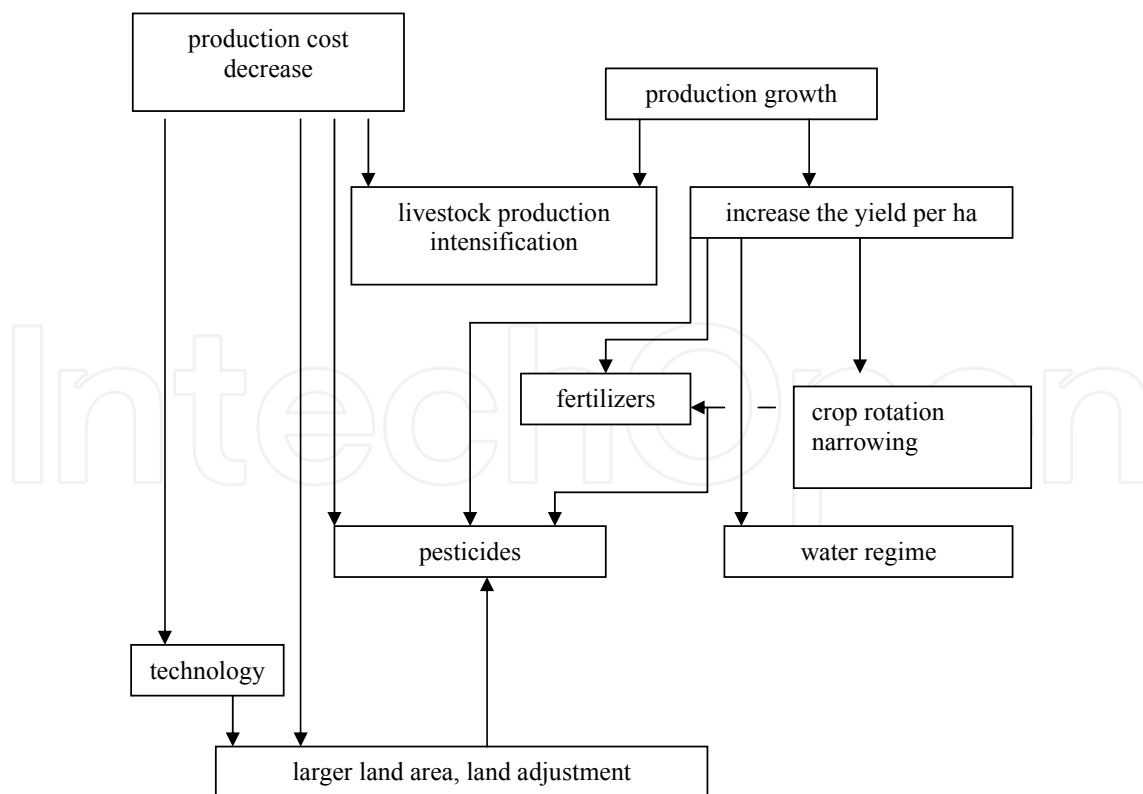 production cost
decrease
production growth
livestock production
intensification
increase the yield per ha
fertilizers
crop rotation
narrowing
pesticides
water regime
technology
larger land area, land adjustment
IntechOpen